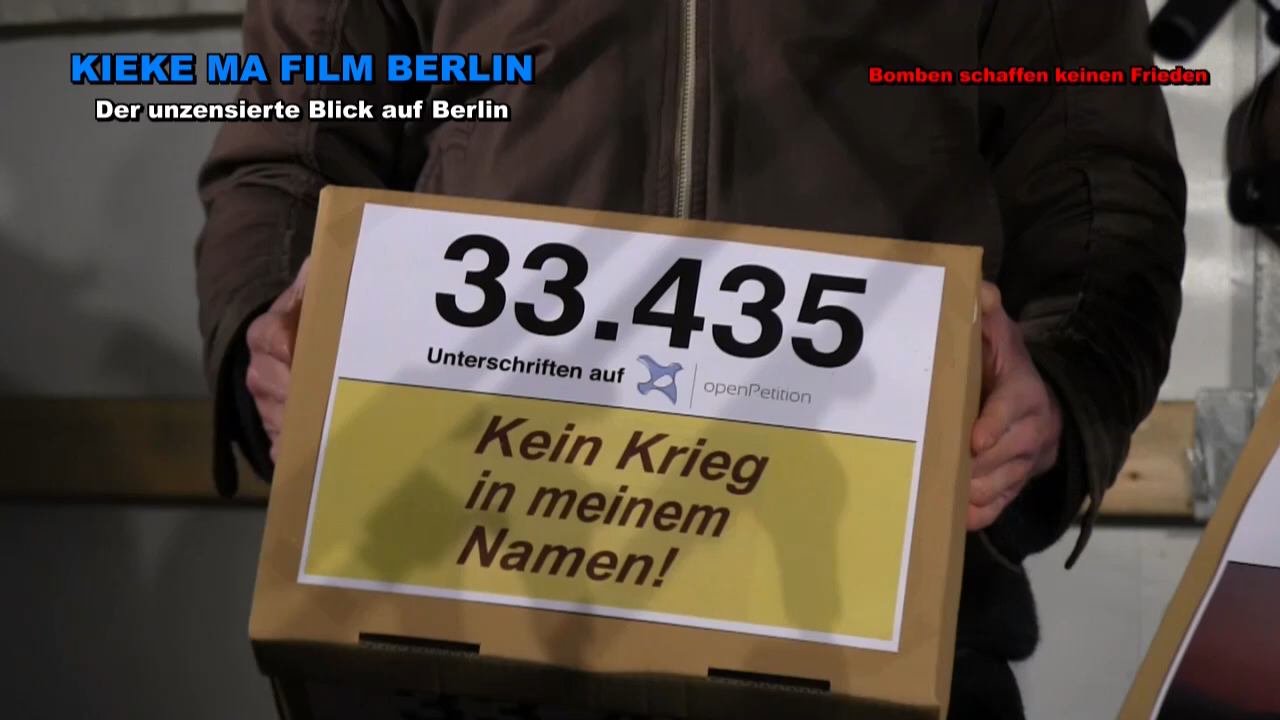 KIEKE MA FILM BERLIN
Der unzensierte Blick auf Berlin
Bomben schaffen keinen Frieden
33.435
Unterschriften auf openPetition
Kein Krieg
in meinem
Namen!